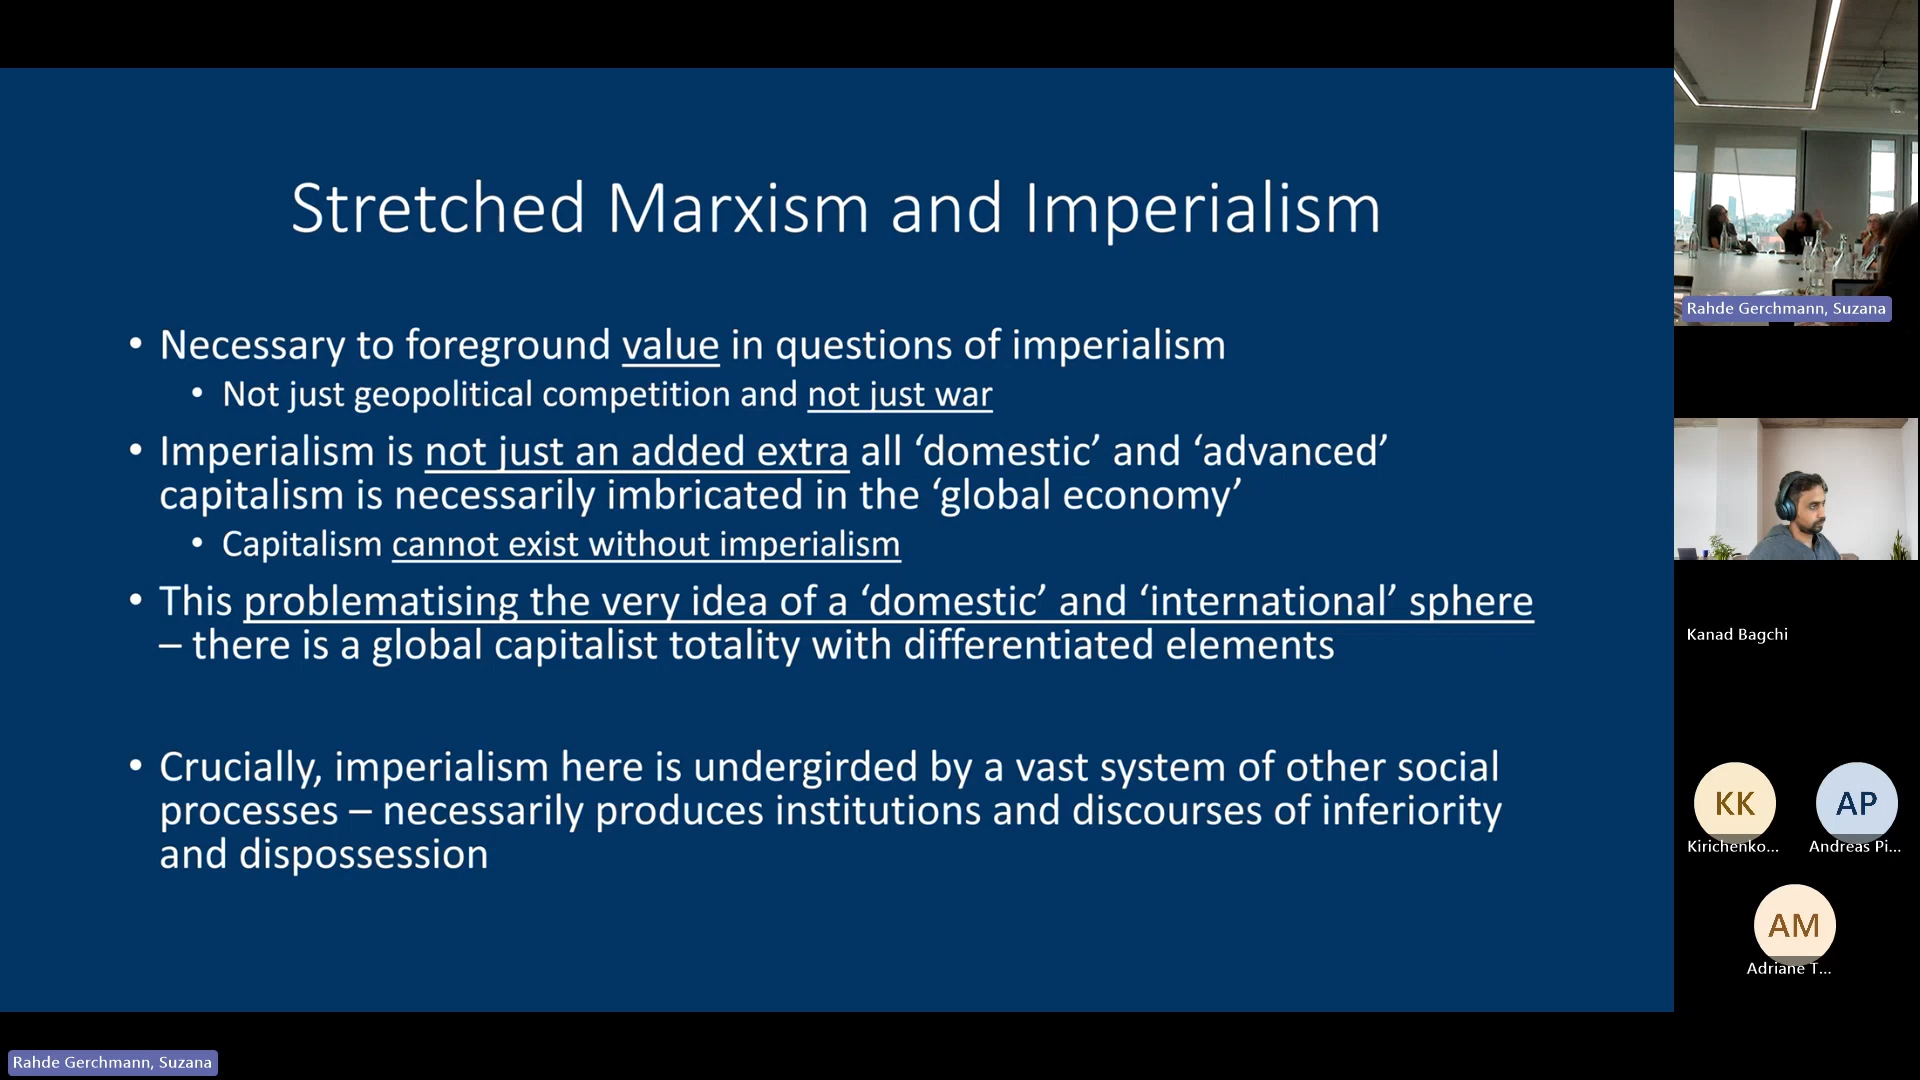 Stretched Marxism and Imperialism
• Necessary to foreground value in questions of imperialism
• Not just geopolitical competition and not just war
• Imperialism is not just an added extra all ‘domestic’ and ‘advanced’
capitalism is necessarily imbricated in the ‘global economy’
• Capitalism cannot exist without imperialism
• This problematising the very idea of a ‘domestic’ and ‘international’ sphere
– there is a global capitalist totality with differentiated elements
• Crucially, imperialism here is undergirded by a vast system of other social
processes – necessarily produces institutions and discourses of inferiority
and dispossession
Rahde Gerchmann, Suzana
Rahde Gerchmann, Suzana
Kanad Bagchi
KK
Kirichenko...
AP
Andreas Pi...
AM
Adriane T...